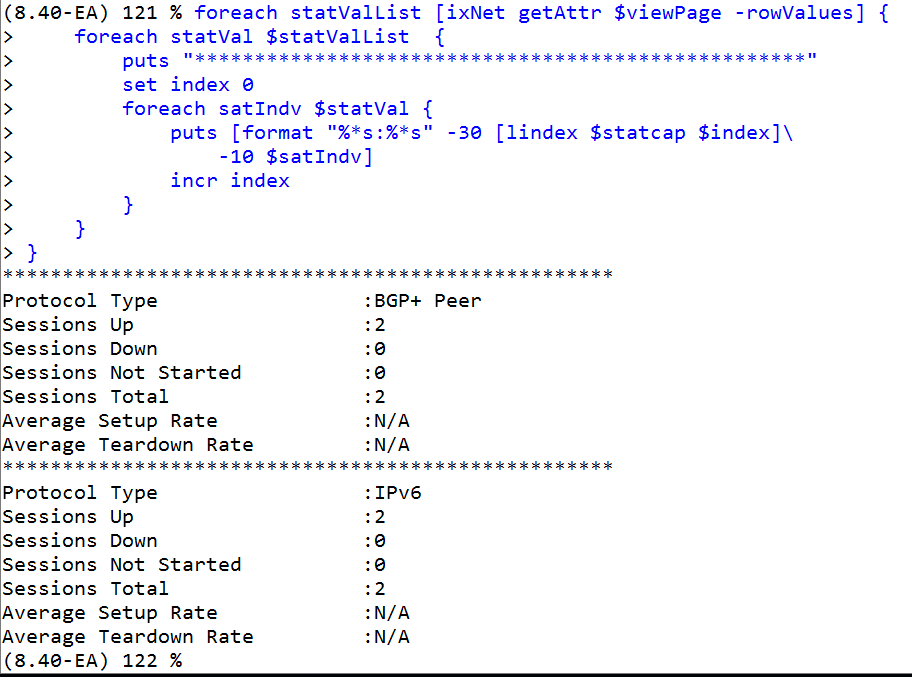 (8.40-EA) 121 % foreach statValList [ixNet getAttr $viewPage -rowValues] {
>     foreach statVal $statValList  {
>         puts "***************************************************"
>         set index 0
>         foreach satIndv $statVal {
>             puts [format "%*s:%*s" -30 [lindex $statcap $index]\
>                 -10 $satIndv]
>             incr index
>         }
>     }
> }
***************************************************
Protocol Type                 :BGP+ Peer
Sessions Up                   :2
Sessions Down                 :0
Sessions Not Started          :0
Sessions Total                :2
Average Setup Rate            :N/A
Average Teardown Rate         :N/A
***************************************************
Protocol Type                 :IPv6
Sessions Up                   :2
Sessions Down                 :0
Sessions Not Started          :0
Sessions Total                :2
Average Setup Rate            :N/A
Average Teardown Rate         :N/A
(8.40-EA) 122 %